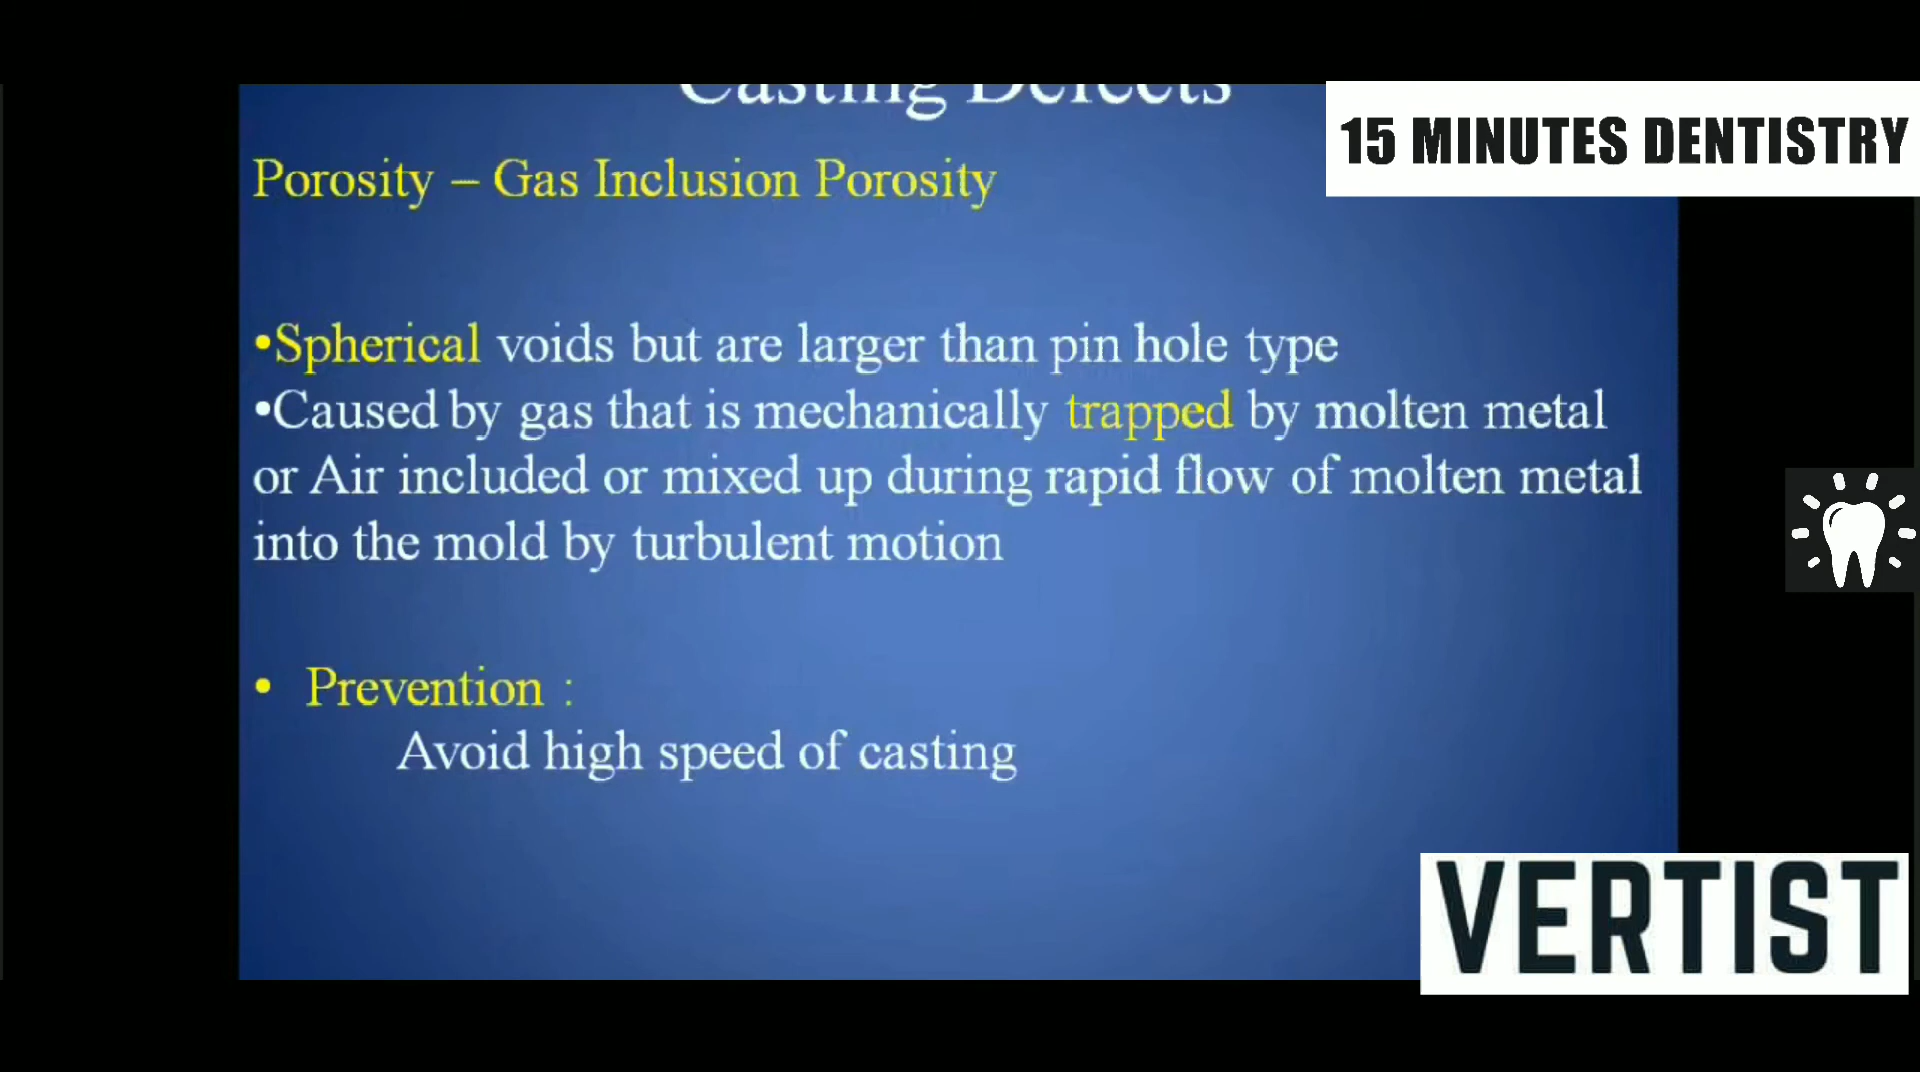 Casting Defects
15 MINUTES DENTISTRY
Porosity – Gas Inclusion Porosity
•Spherical voids but are larger than pin hole type
•Caused by gas that is mechanically trapped by molten metal
or Air included or mixed up during rapid flow of molten metal
into the mold by turbulent motion
• Prevention :
Avoid high speed of casting
VERTIST